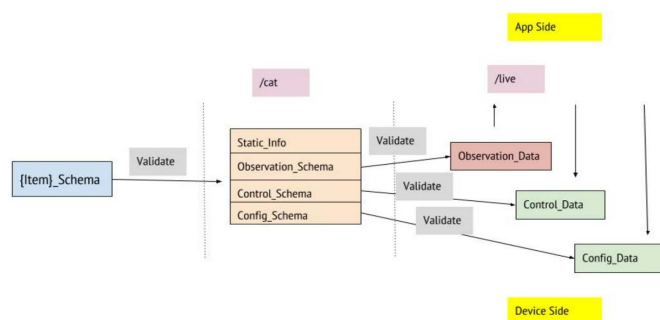 App Side
/cat
/live
Validate
Static_Info
Validate
Observation_Data
{Item}_Schema
Observation_Schema
Control_Schema
Validate
Control_Data
Config_Schema
Validate
Config_Data
Device Side